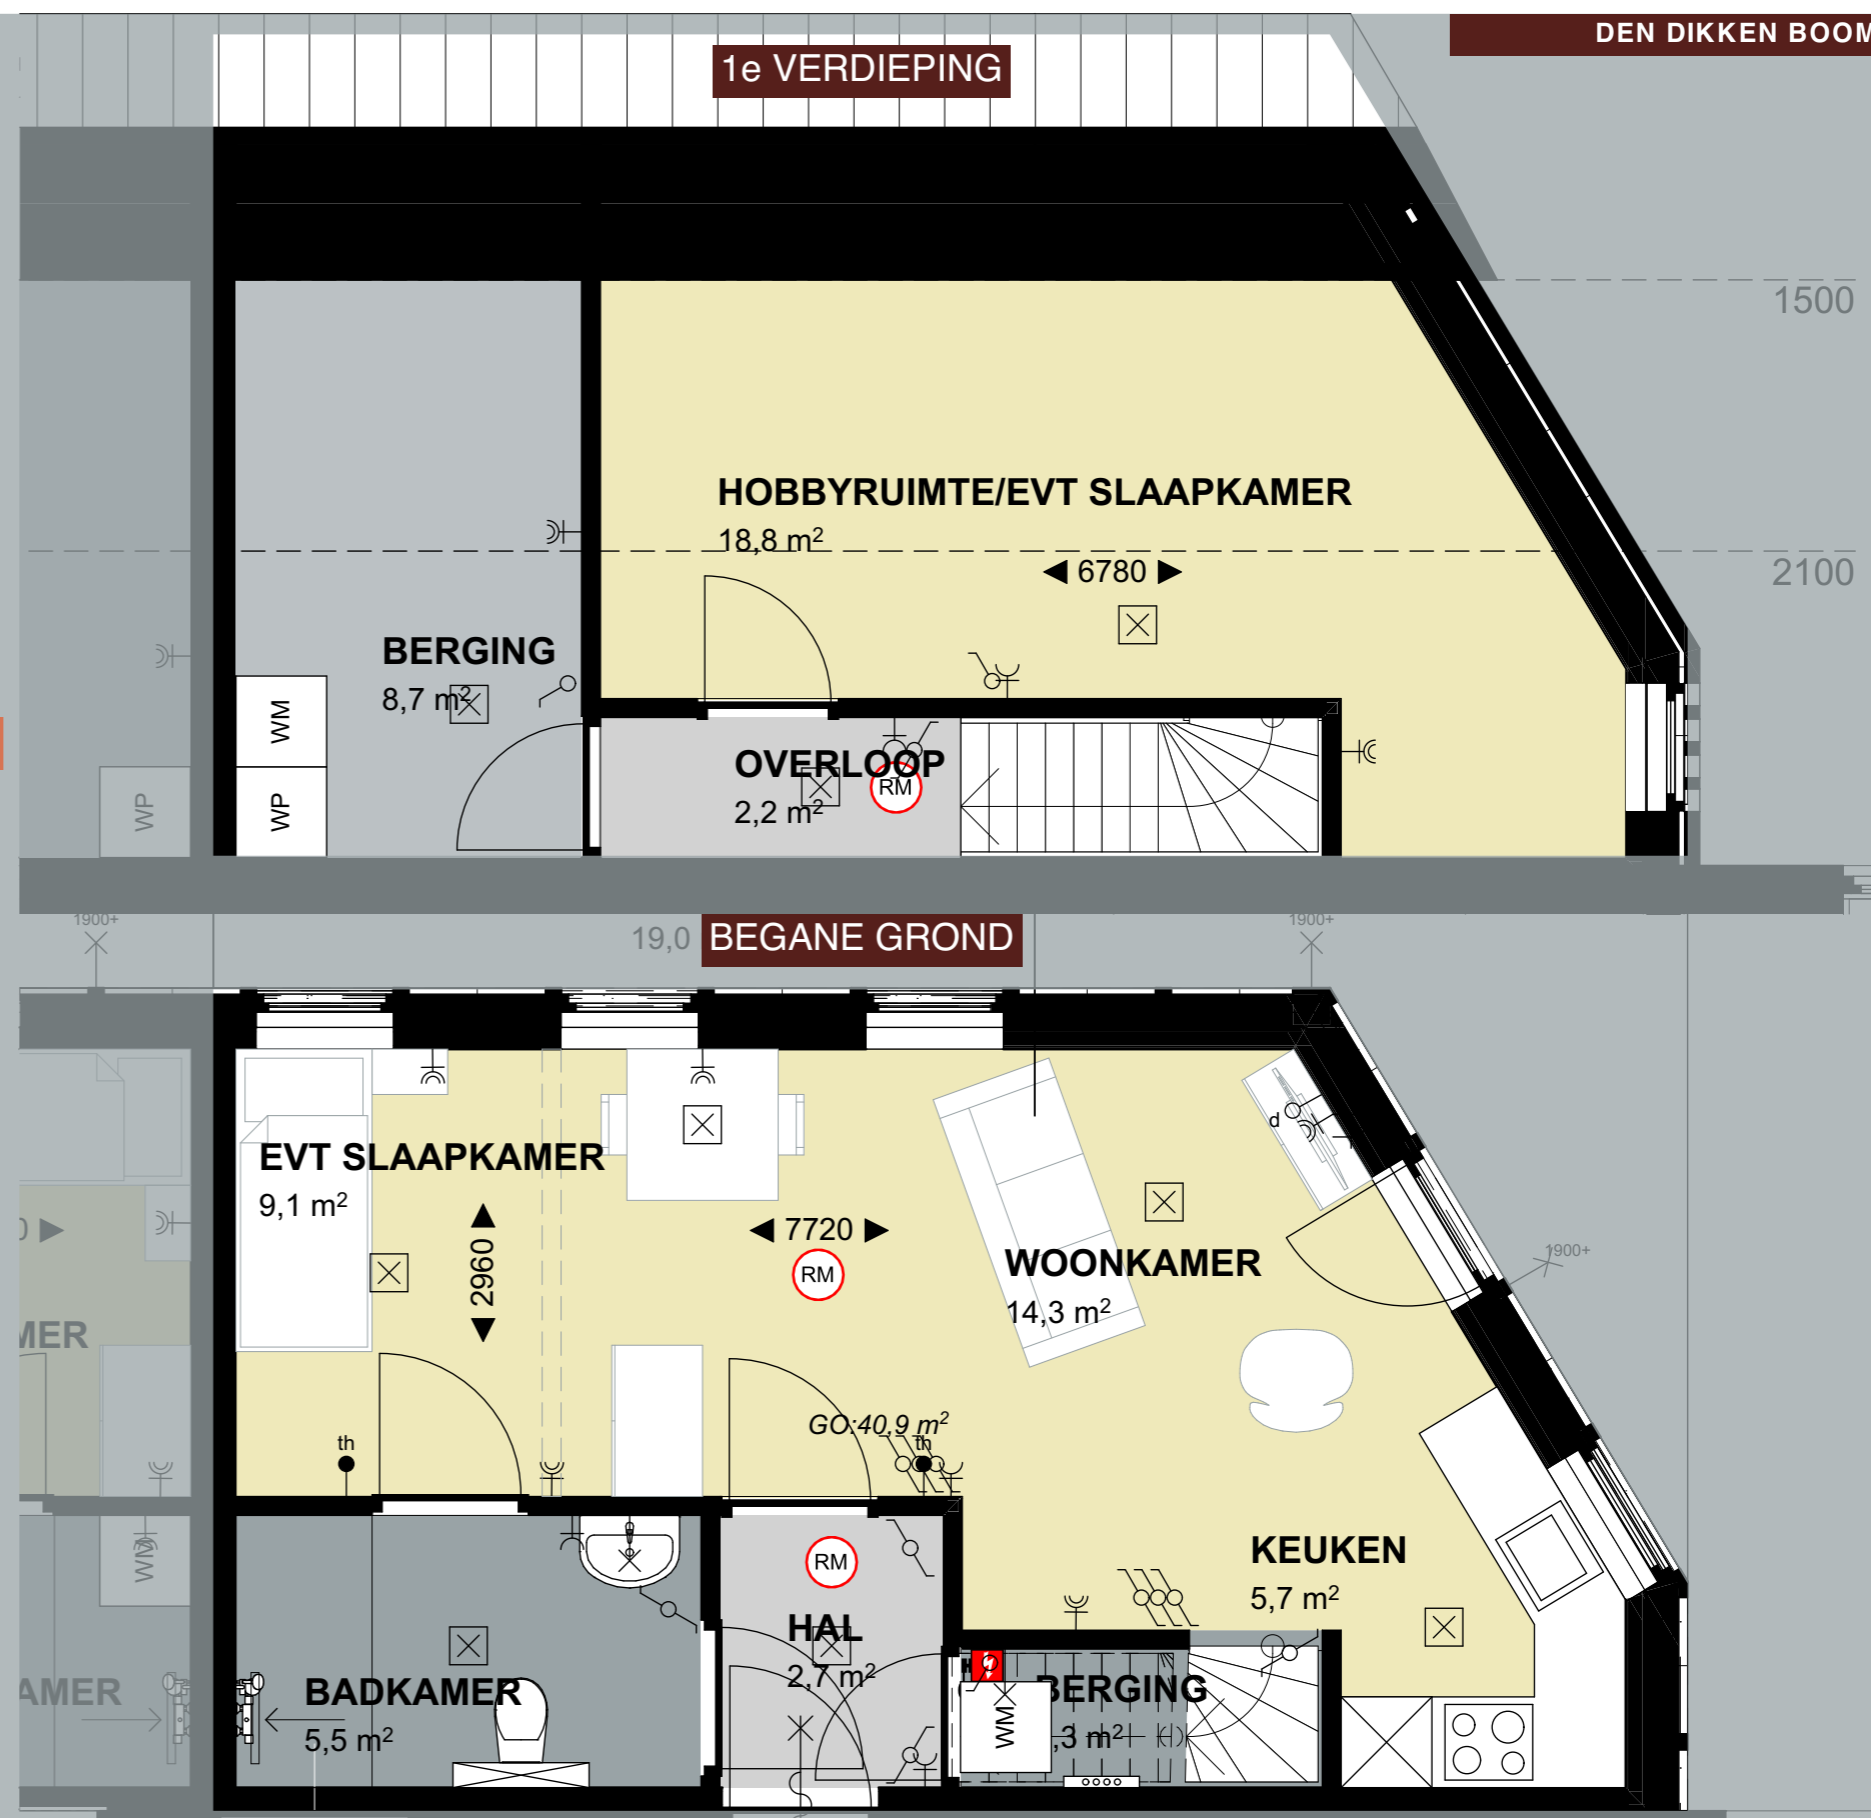 DEN DIKKEN BOOM
1e VERDIEPING
1500
HOBBYRUIMTE/EVT SLAAPKAMER
18,8 m²
2100
6780
BERGING
8,7 m²
WM
WP
WP
OVERLOOP
2,2 m²
RM
1900+
19,0
BEGANE GROND
1900+
d
EVT SLAAPKAMER
9,1 m²
2960
7720
RM
WOONKAMER
14,3 m²
1900+
MER
GO:40,9 m²
th
th
WM
RM
HAL
2,7 m²
KEUKEN
5,7 m²
AMER
BADKAMER
5,5 m²
WM
BERGING
,3 m²